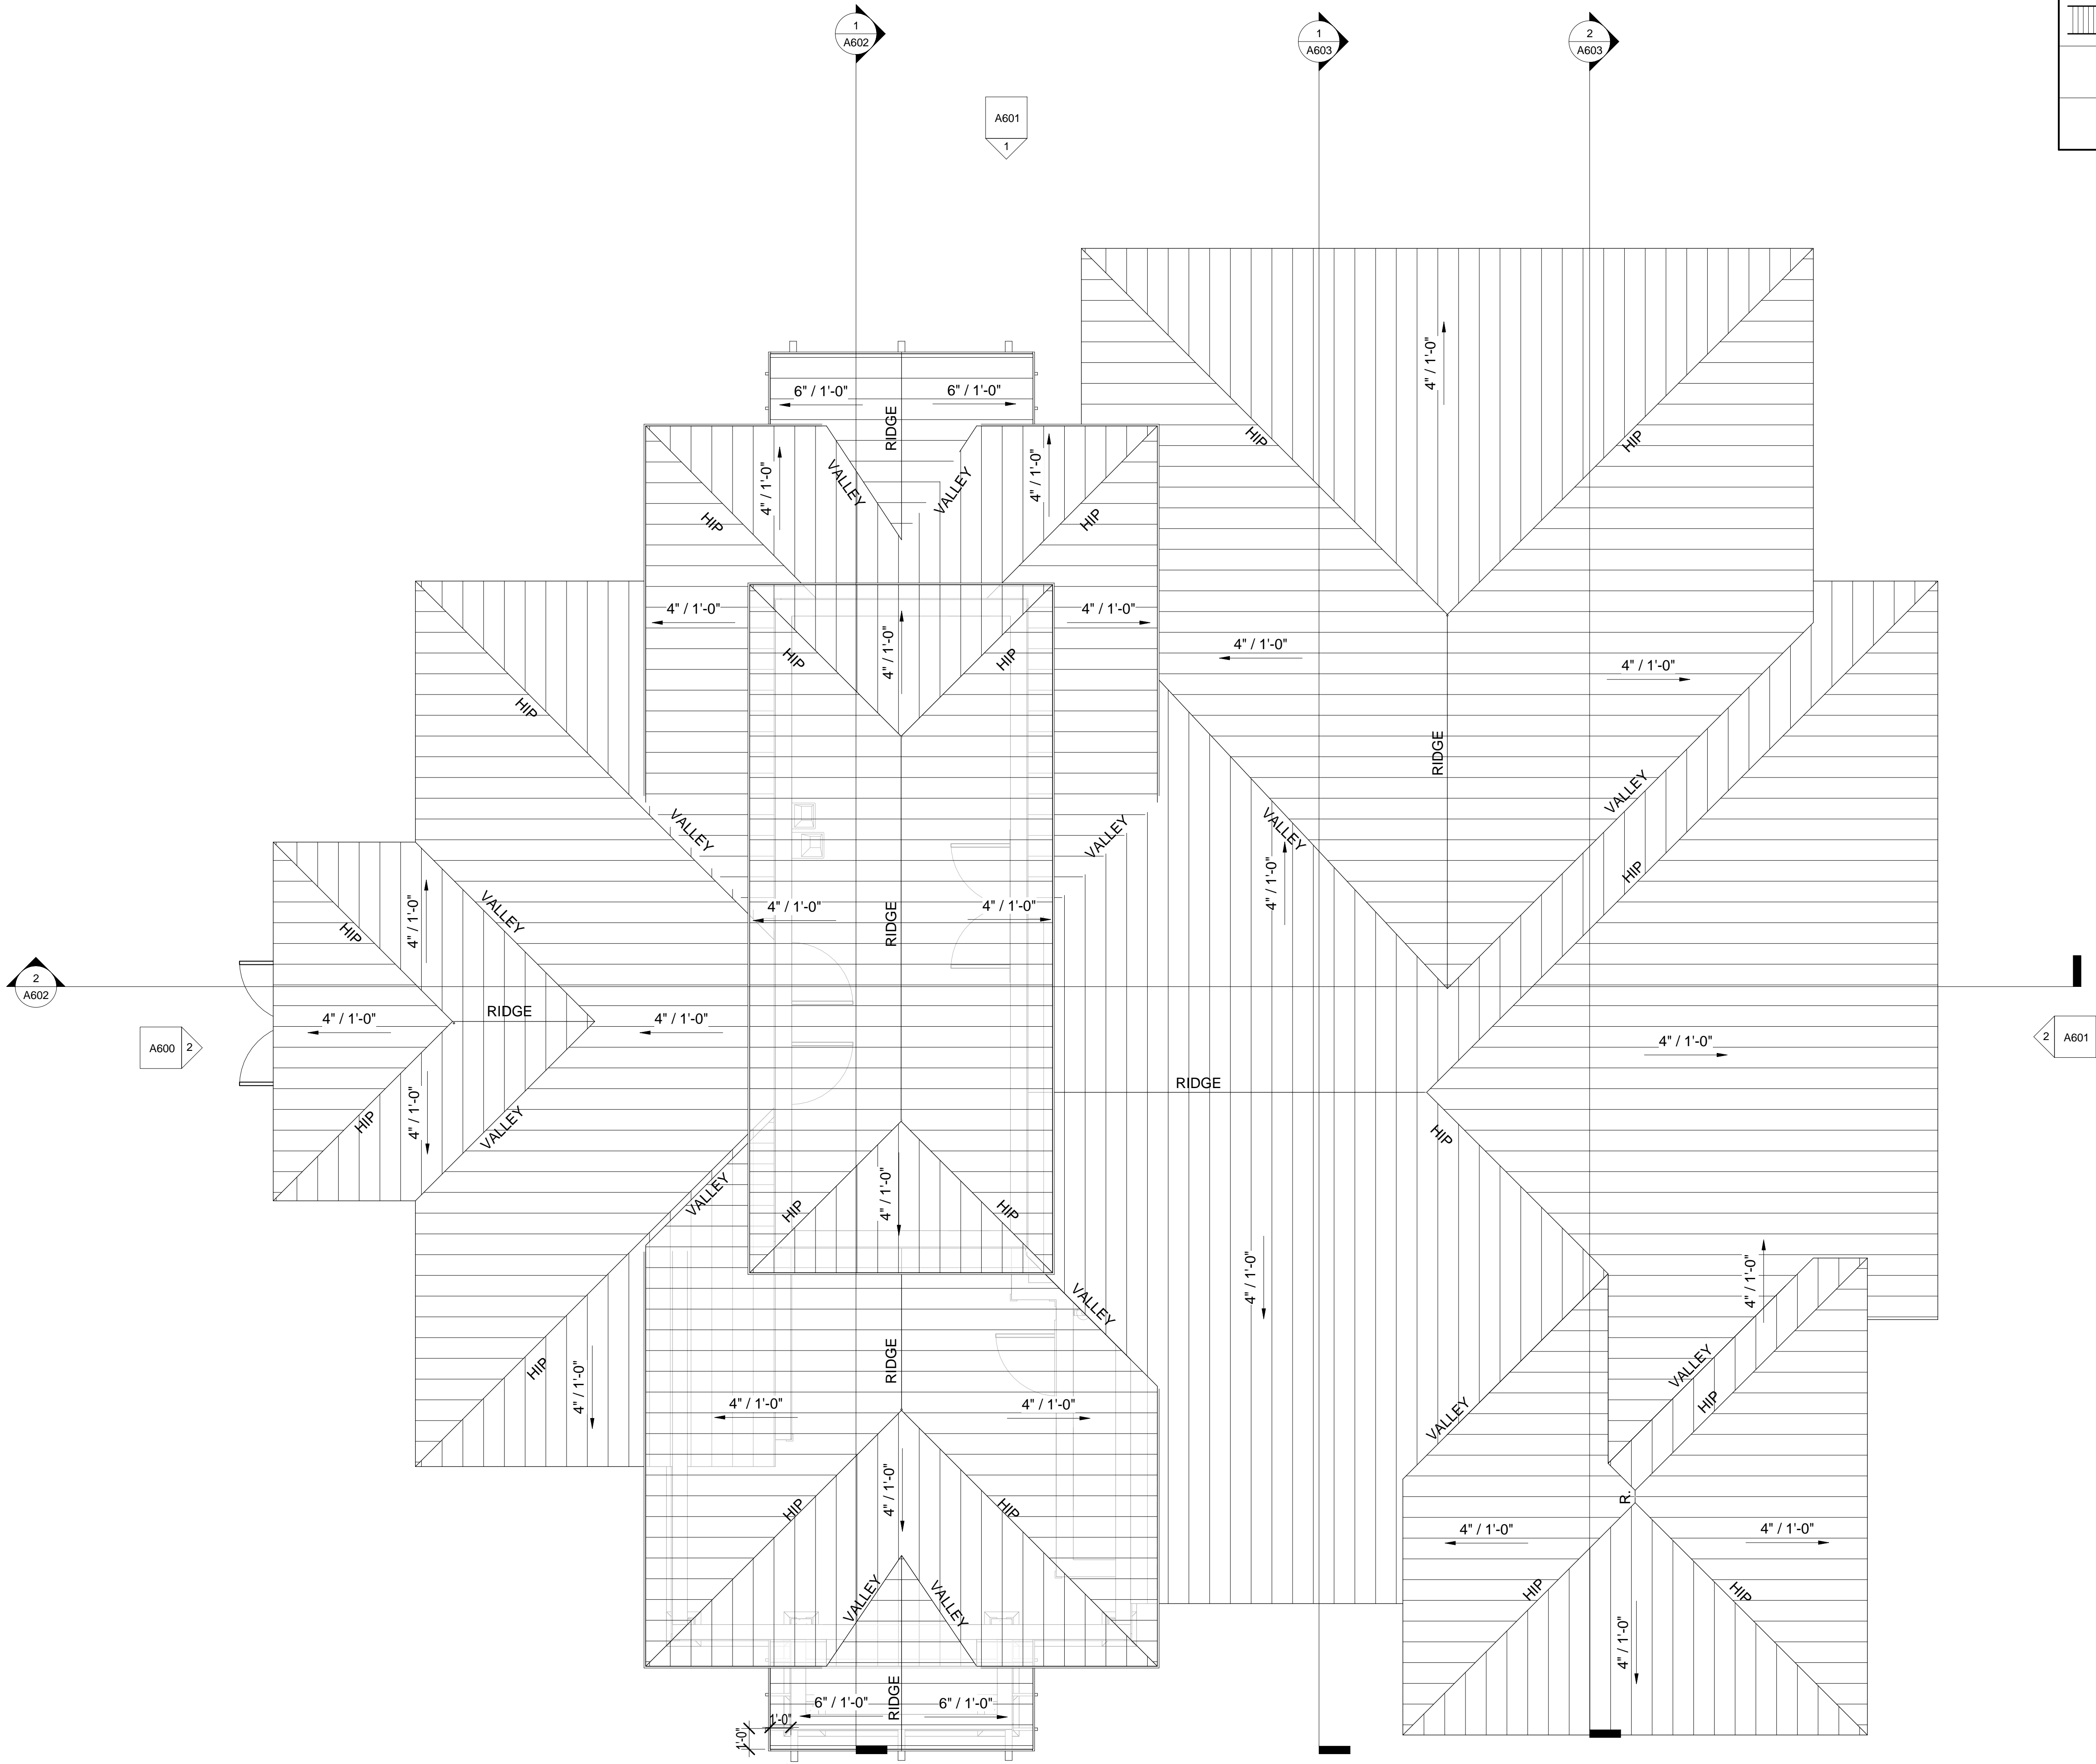 1
A602
1
A603
2
A603
A601
1
6" / 1'-0"
6" / 1'-0"
RIDGE
4" / 1'-0"
HIP
HIP
VALLEY
VALLEY
4" / 1'-0"
4" / 1'-0"
HIP
HIP
4" / 1'-0"
4" / 1'-0"
4" / 1'-0"
4" / 1'-0"
4" / 1'-0"
HIP
HIP
HIP
RIDGE
VALLEY
VALLEY
VALLEY
VALLEY
HIP
4" / 1'-0"
VALLEY
4" / 1'-0"
4" / 1'-0"
RIDGE
4" / 1'-0"
HIP
2
A602
RIDGE
4" / 1'-0"
4" / 1'-0"
A600
2
4" / 1'-0"
2
A601
RIDGE
4" / 1'-0"
HIP
VALLEY
HIP
VALLEY
HIP
4" / 1'-0"
HIP
4" / 1'-0"
4" / 1'-0"
VALLEY
RIDGE
HIP
4" / 1'-0"
VALLEY
HIP
4" / 1'-0"
4" / 1'-0"
VALLEY
4" / 1'-0"
HIP
HIP
R.
4" / 1'-0"
4" / 1'-0"
VALLEY
VALLEY
HIP
HIP
4" / 1'-0"
RIDGE
6" / 1'-0"
6" / 1'-0"
1'-0"
1'-0"